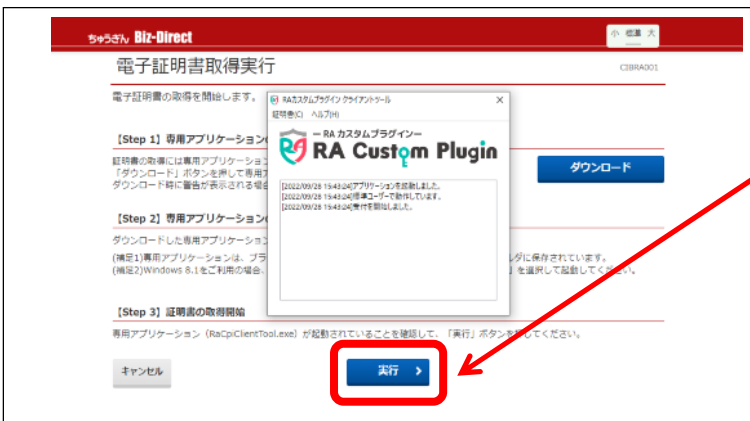 ちゅうぎん Biz-Direct
小 標準 大
電子証明書取得実行
CIBRA001
電子証明書の取得を開始します。
RAカスタムプラグイン クライアントツール
証明書(C) ヘルプ(H)
ー RA カスタムプラグインー
RA Custom Plugin
[2022/09/28 15:43:24]アプリケーションを起動しました。
[2022/09/28 15:43:24]標準ユーザーで動作しています。
[2022/09/28 15:43:24]受付を開始しました。
【Step 1】専用アプリケーション
証明書の取得には専用アプリケーショ
「ダウンロード」ボタンを押して専用
ダウンロード時に警告が表示される場合
ダウンロード
【Step 2】専用アプリケーション
ダウンロードした専用アプリケーショ
(補足1)専用アプリケーションは、ブラ
ダに保存されています。
(補足2)Windows 8.1をご利用の場合、
」を選択して起動してください。
【Step 3】証明書の取得開始
専用アプリケーション（RaCpiClientTool.exe）が起動されていることを確認して、「実行」ボタンを押してください。
キャンセル
実行